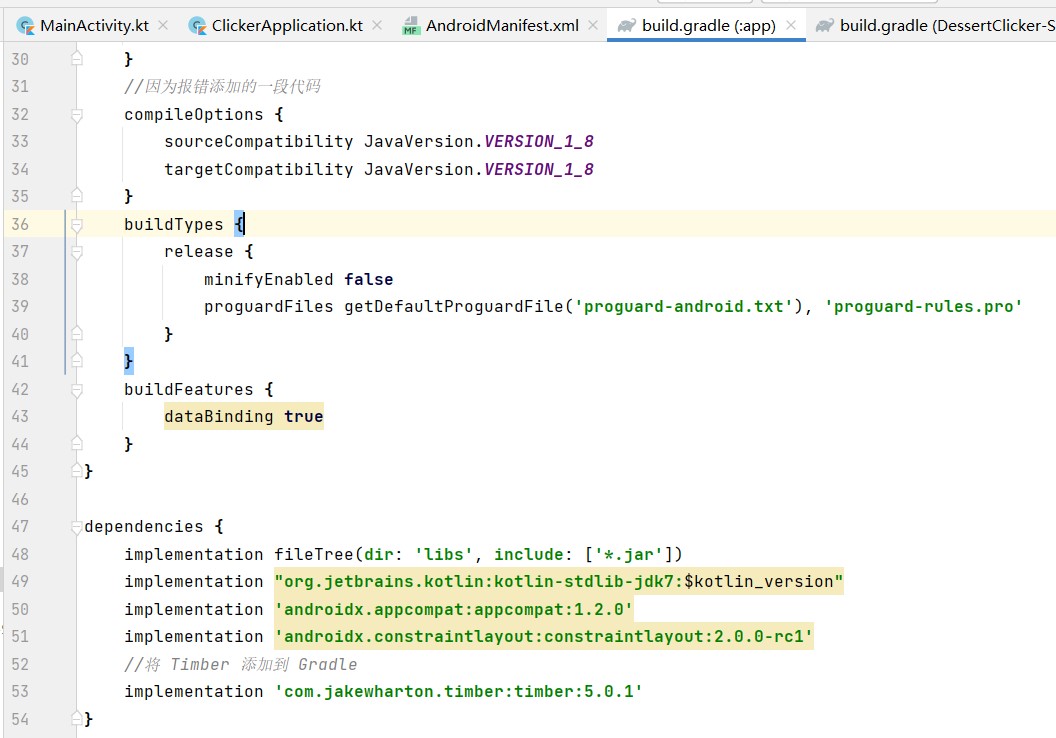 MainActivity.kt ClickerApplication.kt AndroidManifest.xml build.gradle (:app) build.gradle (DessertClicker-S
30 }
31 //因为报错添加的一段代码
32 compileOptions {
33 sourceCompatibility JavaVersion.VERSION_1_8
34 targetCompatibility JavaVersion.VERSION_1_8
35 }
36 buildTypes {
37 release {
38 minifyEnabled false
39 proguardFiles getDefaultProguardFile('proguard-android.txt'), 'proguard-rules.pro'
40 }
41 }
42 buildFeatures {
43 dataBinding true
44 }
45 }
46
47 dependencies {
48 implementation fileTree(dir: 'libs', include: ['*.jar'])
49 implementation "org.jetbrains.kotlin:kotlin-stdlib-jdk7:$kotlin_version"
50 implementation 'androidx.appcompat:appcompat:1.2.0'
51 implementation 'androidx.constraintlayout:constraintlayout:2.0.0-rc1'
52 //将 Timber 添加到 Gradle
53 implementation 'com.jakewharton.timber:timber:5.0.1'
54 }